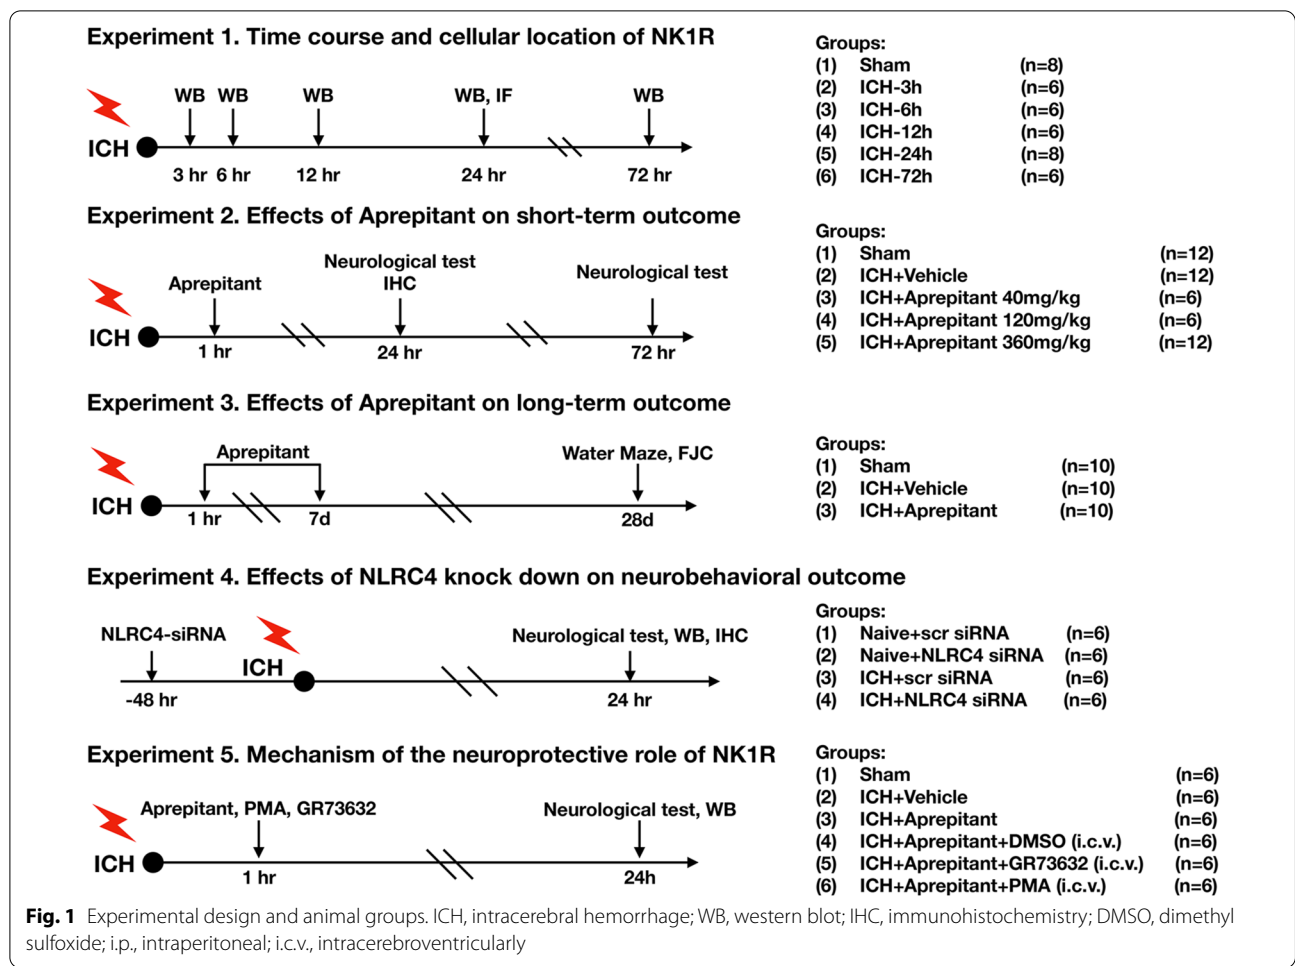 Experiment 1. Time course and cellular location of NK1R
WB WB WB WB, IF WB
ICH
3 hr 6 hr 12 hr 24 hr 72 hr
Groups:
(1) Sham (n=8)
(2) ICH-3h (n=6)
(3) ICH-6h (n=6)
(4) ICH-12h (n=6)
(5) ICH-24h (n=8)
(6) ICH-72h (n=6)
Experiment 2. Effects of Aprepitant on short-term outcome
Aprepitant
Neurological test
IHC
Neurological test
ICH
1 hr 24 hr 72 hr
Groups:
(1) Sham (n=12)
(2) ICH+Vehicle (n=12)
(3) ICH+Aprepitant 40mg/kg (n=6)
(4) ICH+Aprepitant 120mg/kg (n=6)
(5) ICH+Aprepitant 360mg/kg (n=12)
Experiment 3. Effects of Aprepitant on long-term outcome
Aprepitant Water Maze, FJC
ICH
1 hr 7d 28d
Groups:
(1) Sham (n=10)
(2) ICH+Vehicle (n=10)
(3) ICH+Aprepitant (n=10)
Experiment 4. Effects of NLRC4 knock down on neurobehavioral outcome
NLRC4-siRNA Neurological test, WB, IHC
ICH
-48 hr 24 hr
Groups:
(1) Naive+scr siRNA (n=6)
(2) Naive+NLRC4 siRNA (n=6)
(3) ICH+scr siRNA (n=6)
(4) ICH+NLRC4 siRNA (n=6)
Experiment 5. Mechanism of the neuroprotective role of NK1R
Aprepitant, PMA, GR73632 Neurological test, WB
ICH
1 hr 24h
Groups:
(1) Sham (n=6)
(2) ICH+Vehicle (n=6)
(3) ICH+Aprepitant (n=6)
(4) ICH+Aprepitant+DMSO (i.c.v.) (n=6)
(5) ICH+Aprepitant+GR73632 (i.c.v.) (n=6)
(6) ICH+Aprepitant+PMA (i.c.v.) (n=6)
Fig. 1 Experimental design and animal groups. ICH, intracerebral hemorrhage; WB, western blot; IHC, immunohistochemistry; DMSO, dimethyl
sulfoxide; i.p., intraperitoneal; i.c.v., intracerebroventricularly